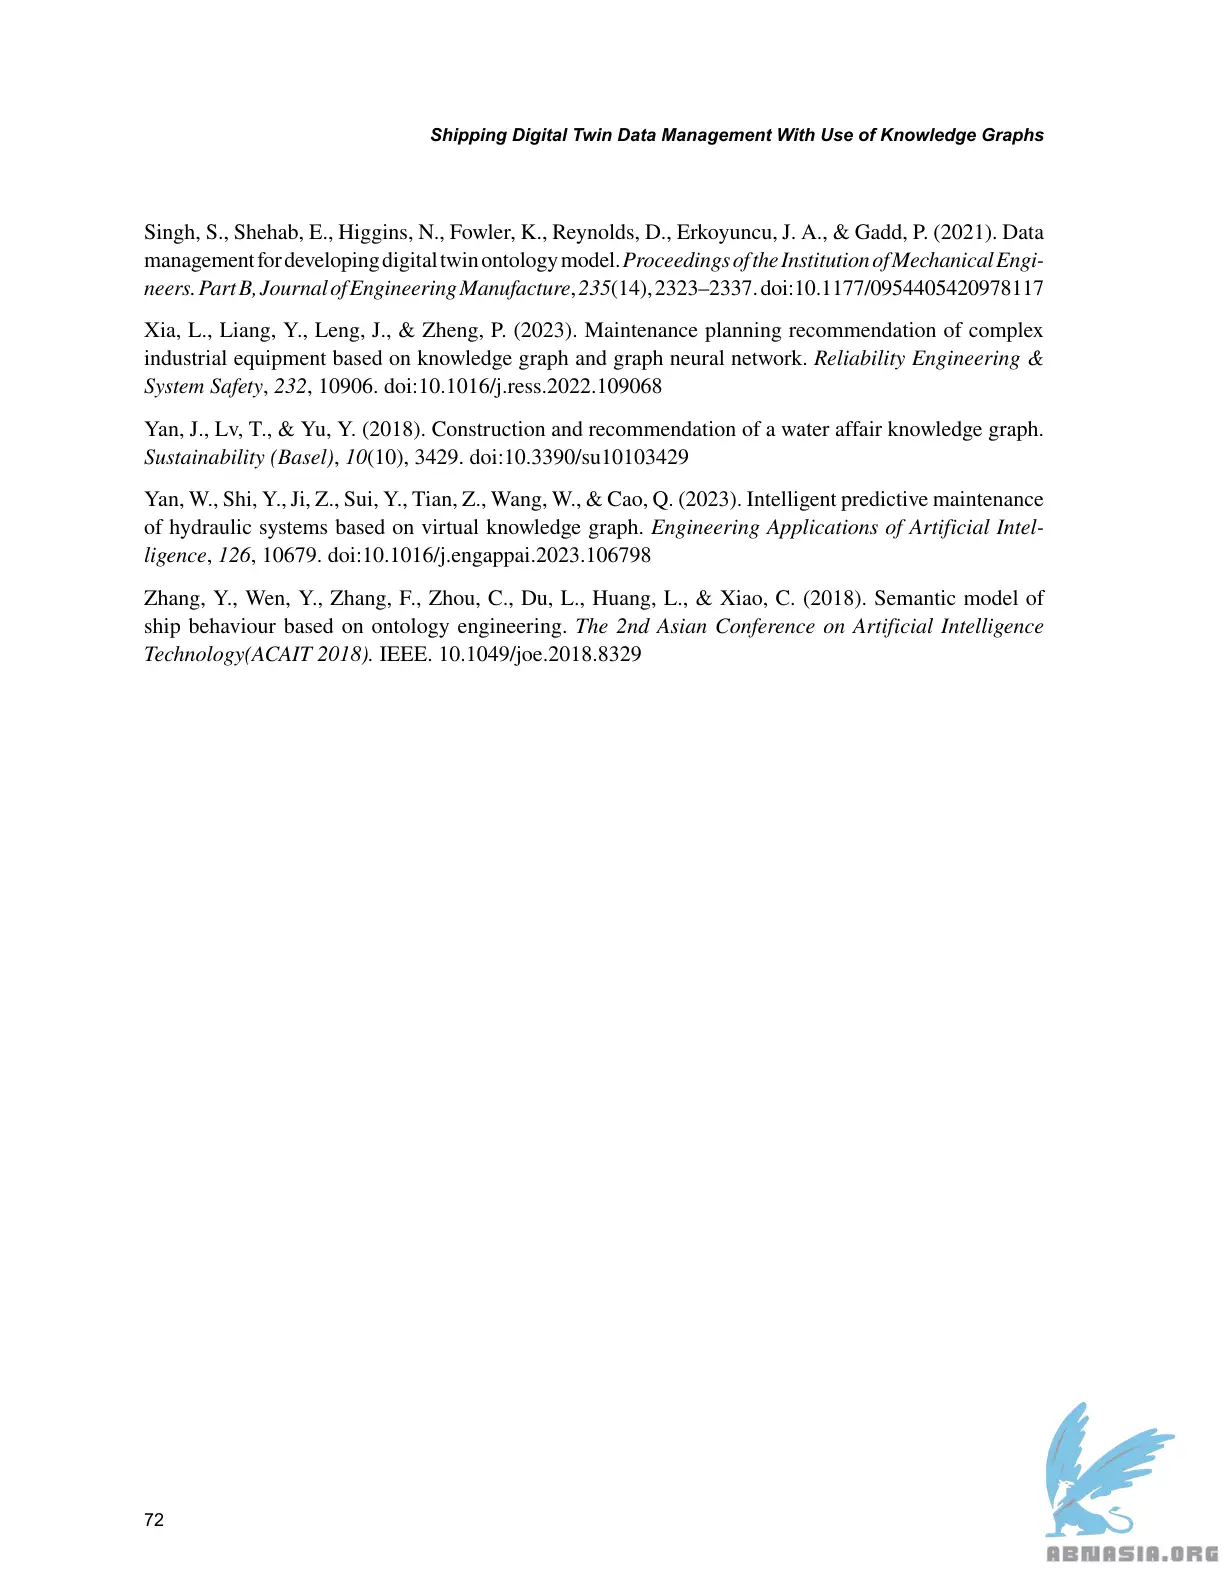 Shipping Digital Twin Data Management With Use of Knowledge Graphs
Singh, S., Shehab, E., Higgins, N., Fowler, K., Reynolds, D., Erkoyuncu, J. A., & Gadd, P. (2021). Data
management for developing digital twin ontology model. Proceedings of the Institution of Mechanical Engi-
neers. Part B, Journal of Engineering Manufacture, 235(14), 2323–2337. doi:10.1177/0954405420978117
Xia, L., Liang, Y., Leng, J., & Zheng, P. (2023). Maintenance planning recommendation of complex
industrial equipment based on knowledge graph and graph neural network. Reliability Engineering &
System Safety, 232, 10906. doi:10.1016/j.ress.2022.109068
Yan, J., Lv, T., & Yu, Y. (2018). Construction and recommendation of a water affair knowledge graph.
Sustainability (Basel), 10(10), 3429. doi:10.3390/su10103429
Yan, W., Shi, Y., Ji, Z., Sui, Y., Tian, Z., Wang, W., & Cao, Q. (2023). Intelligent predictive maintenance
of hydraulic systems based on virtual knowledge graph. Engineering Applications of Artificial Intel-
ligence, 126, 10679. doi:10.1016/j.engappai.2023.106798
Zhang, Y., Wen, Y., Zhang, F., Zhou, C., Du, L., Huang, L., & Xiao, C. (2018). Semantic model of
ship behaviour based on ontology engineering. The 2nd Asian Conference on Artificial Intelligence
Technology(ACAIT 2018). IEEE. 10.1049/joe.2018.8329
72
ABNASIA.ORG